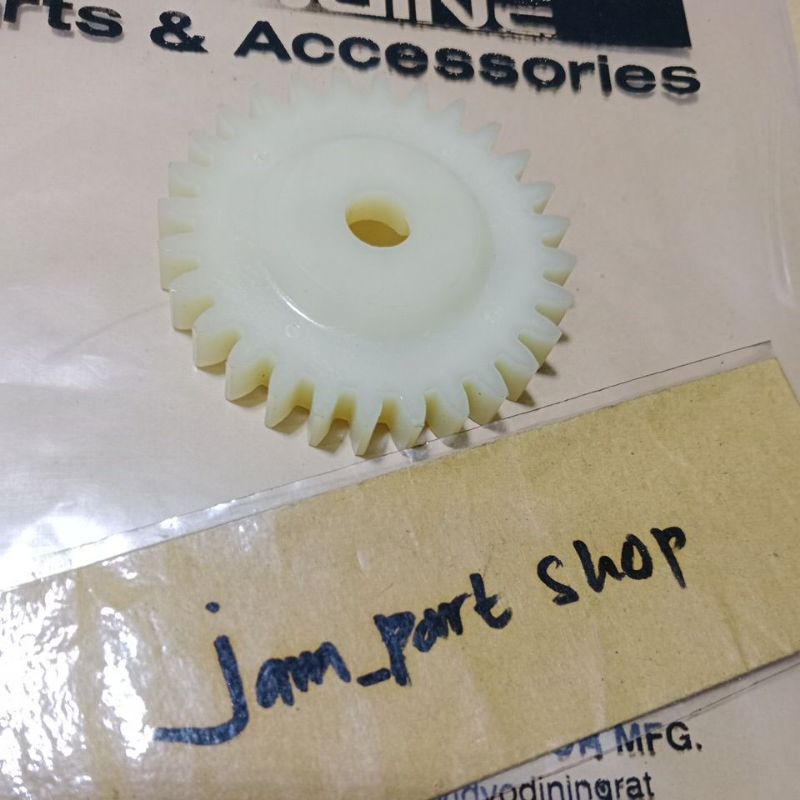 rts & Accessories
jam_part shop
MFG.
dyodiningrat